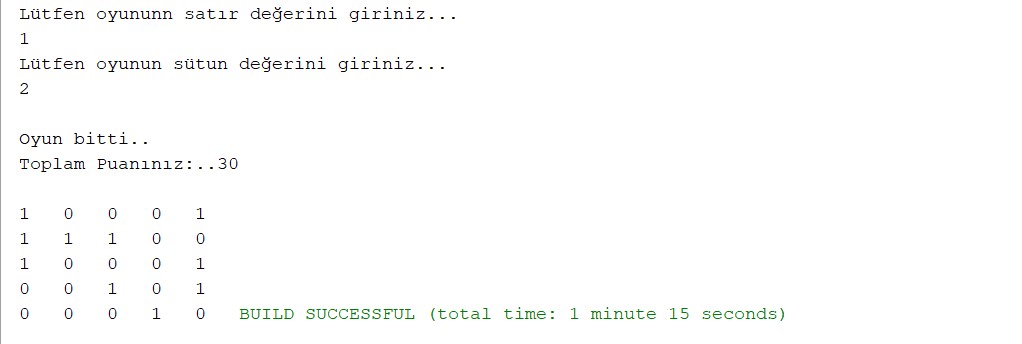 Lütfen oyununn satır değerini giriniz...
1
Lütfen oyunun sütun değerini giriniz...
2
Oyun bitti..
Toplam Puanınız:..30
1 0 0 0 1
1 1 1 0 0
1 0 0 0 1
0 0 1 0 1
0 0 0 1 0 BUILD SUCCESSFUL (total time: 1 minute 15 seconds)